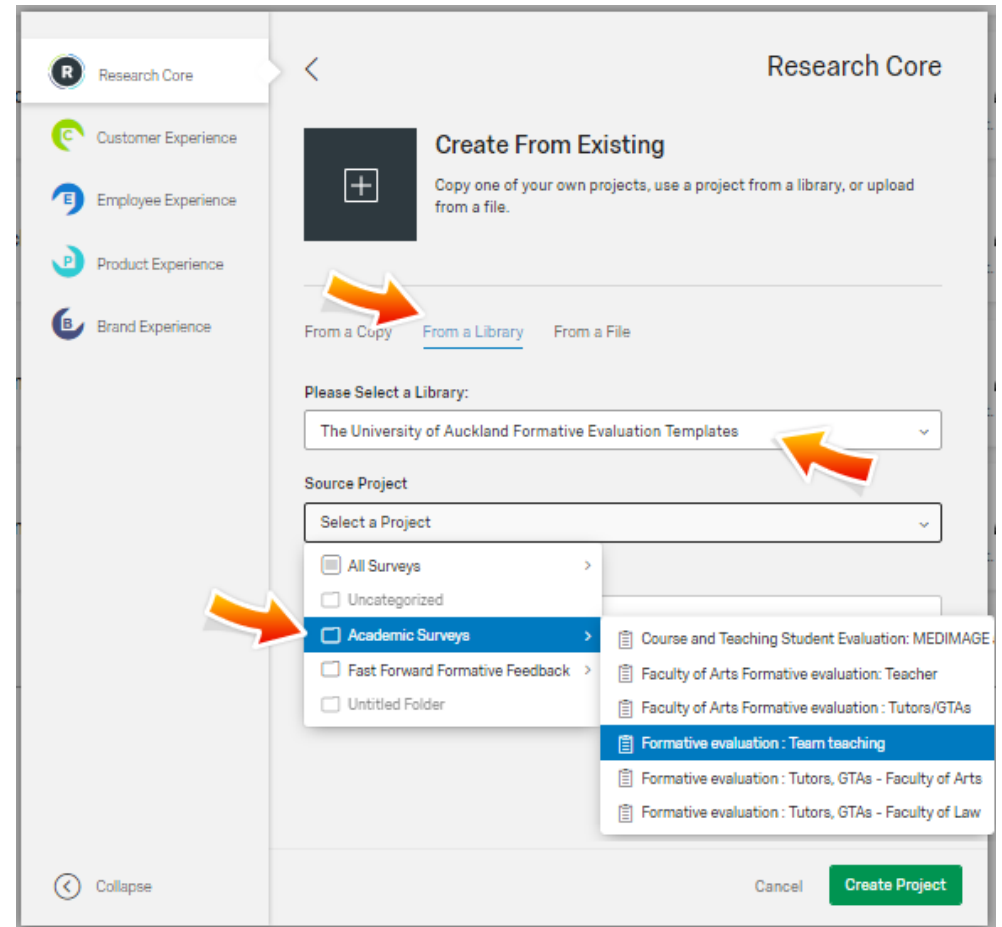 R Research Core
C Customer Experience
E Employee Experience
P Product Experience
B Brand Experience
Collapse
Research Core
Create From Existing
Copy one of your own projects, use a project from a library, or upload
from a file.
From a Copy From a Library From a File
Please Select a Library:
The University of Auckland Formative Evaluation Templates
Source Project
Select a Project
All Surveys
Uncategorized
Academic Surveys
Fast Forward Formative Feedback
Untitled Folder
Course and Teaching Student Evaluation: MEDIMAGE
Faculty of Arts Formative evaluation: Teacher
Faculty of Arts Formative evaluation : Tutors/GTAs
Formative evaluation : Team teaching
Formative evaluation : Tutors, GTAs - Faculty of Arts
Formative evaluation : Tutors, GTAs - Faculty of Law
Cancel Create Project